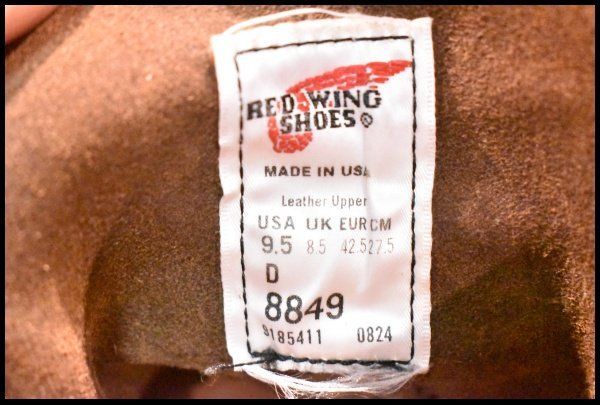 RED WING
SHOES®
MADE IN USA
Leather Upper
USA UK EUR CM
9.5 8.5 42.5 27.5
D
8849
9185411 0824